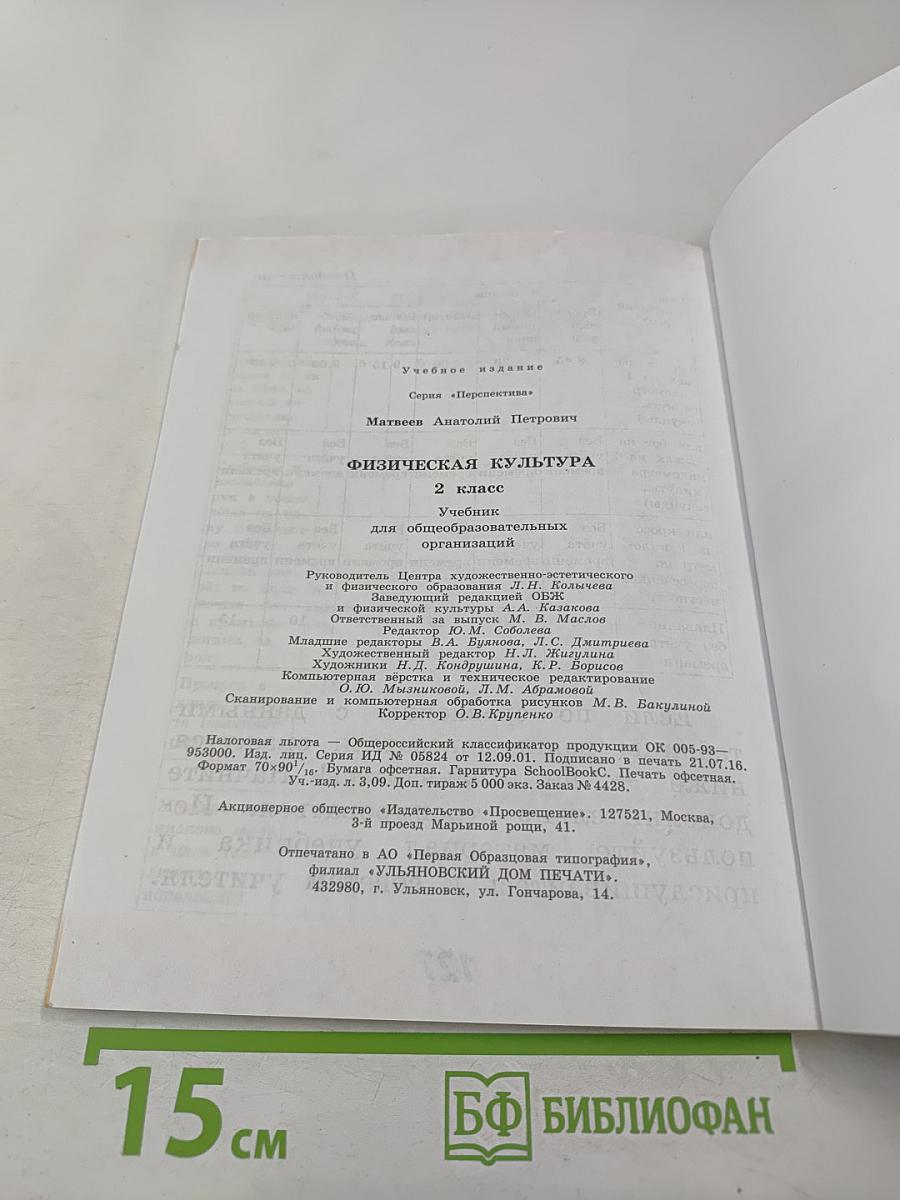 Учебное издание
Серия «Перспектива»
Матвеев Анатолий Петрович
ФИЗИЧЕСКАЯ КУЛЬТУРА
2 класс
Учебник
для общеобразовательных
организаций
Руководитель Центра художественно-эстетического
и физического образования Л. Н. Колычева
Заведующий редакцией ОБЖ
и физической культуры А. А. Казакова
Ответственный за выпуск М. В. Маслов
Редактор Ю. М. Соболева
Младшие редакторы В. А. Буянова, Л. С. Дмитриева
Художественный редактор Н. Л. Жигулина
Художники Н. Д. Кондрушина, К. Р. Борисов
Компьютерная вёрстка и техническое редактирование
О. Ю. Мызниковой, Л. М. Абрамовой
Сканирование и компьютерная обработка рисунков М. В. Бакулиной
Корректор О. В. Крупенко
Налоговая льгота — Общероссийский классификатор продукции ОК 005-93—
953000. Изд. лиц. Серия ИД № 05824 от 12.09.01. Подписано в печать 21.07.16.
Формат 70×90 1/16. Бумага офсетная. Гарнитура SchoolBookC. Печать офсетная.
Уч.-изд. л. 3,09. Доп. тираж 5 000 экз. Заказ № 4428.
Акционерное общество «Издательство «Просвещение». 127521, Москва,
3-й проезд Марьиной рощи, 41.
Отпечатано в АО «Первая Образцовая типография»,
филиал «УЛЬЯНОВСКИЙ ДОМ ПЕЧАТИ».
432980, г. Ульяновск, ул. Гончарова, 14.
127
15 см
БФ БИБЛИОФАН